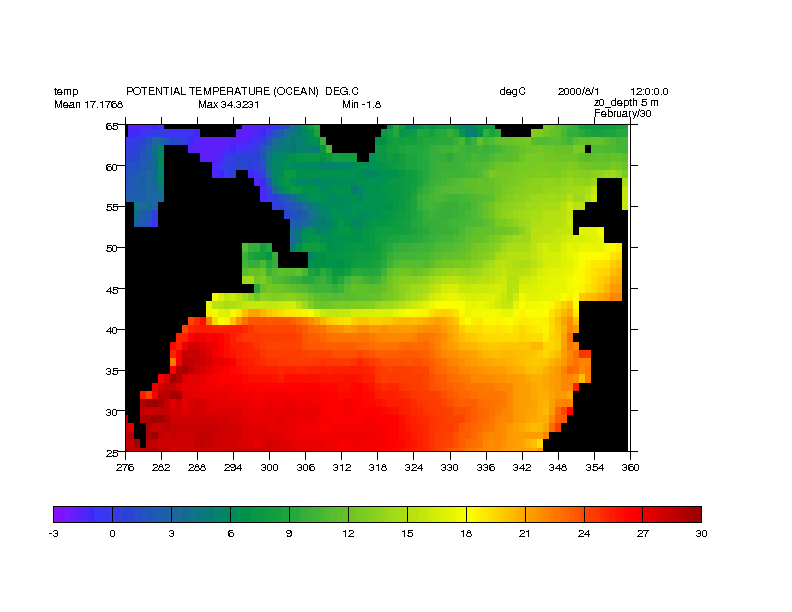 temp POTENTIAL TEMPERATURE (OCEAN) DEG.C degC 2000/8/1 12:0:0.0
Mean 17.1768 Max 34.3231 Min -1.8 z0_depth 5 m
February/30
65
60
55
50
45
40
35
30
25
276 282 288 294 300 306 312 318 324 330 336 342 348 354 360
-3 0 3 6 9 12 15 18 21 24 27 30